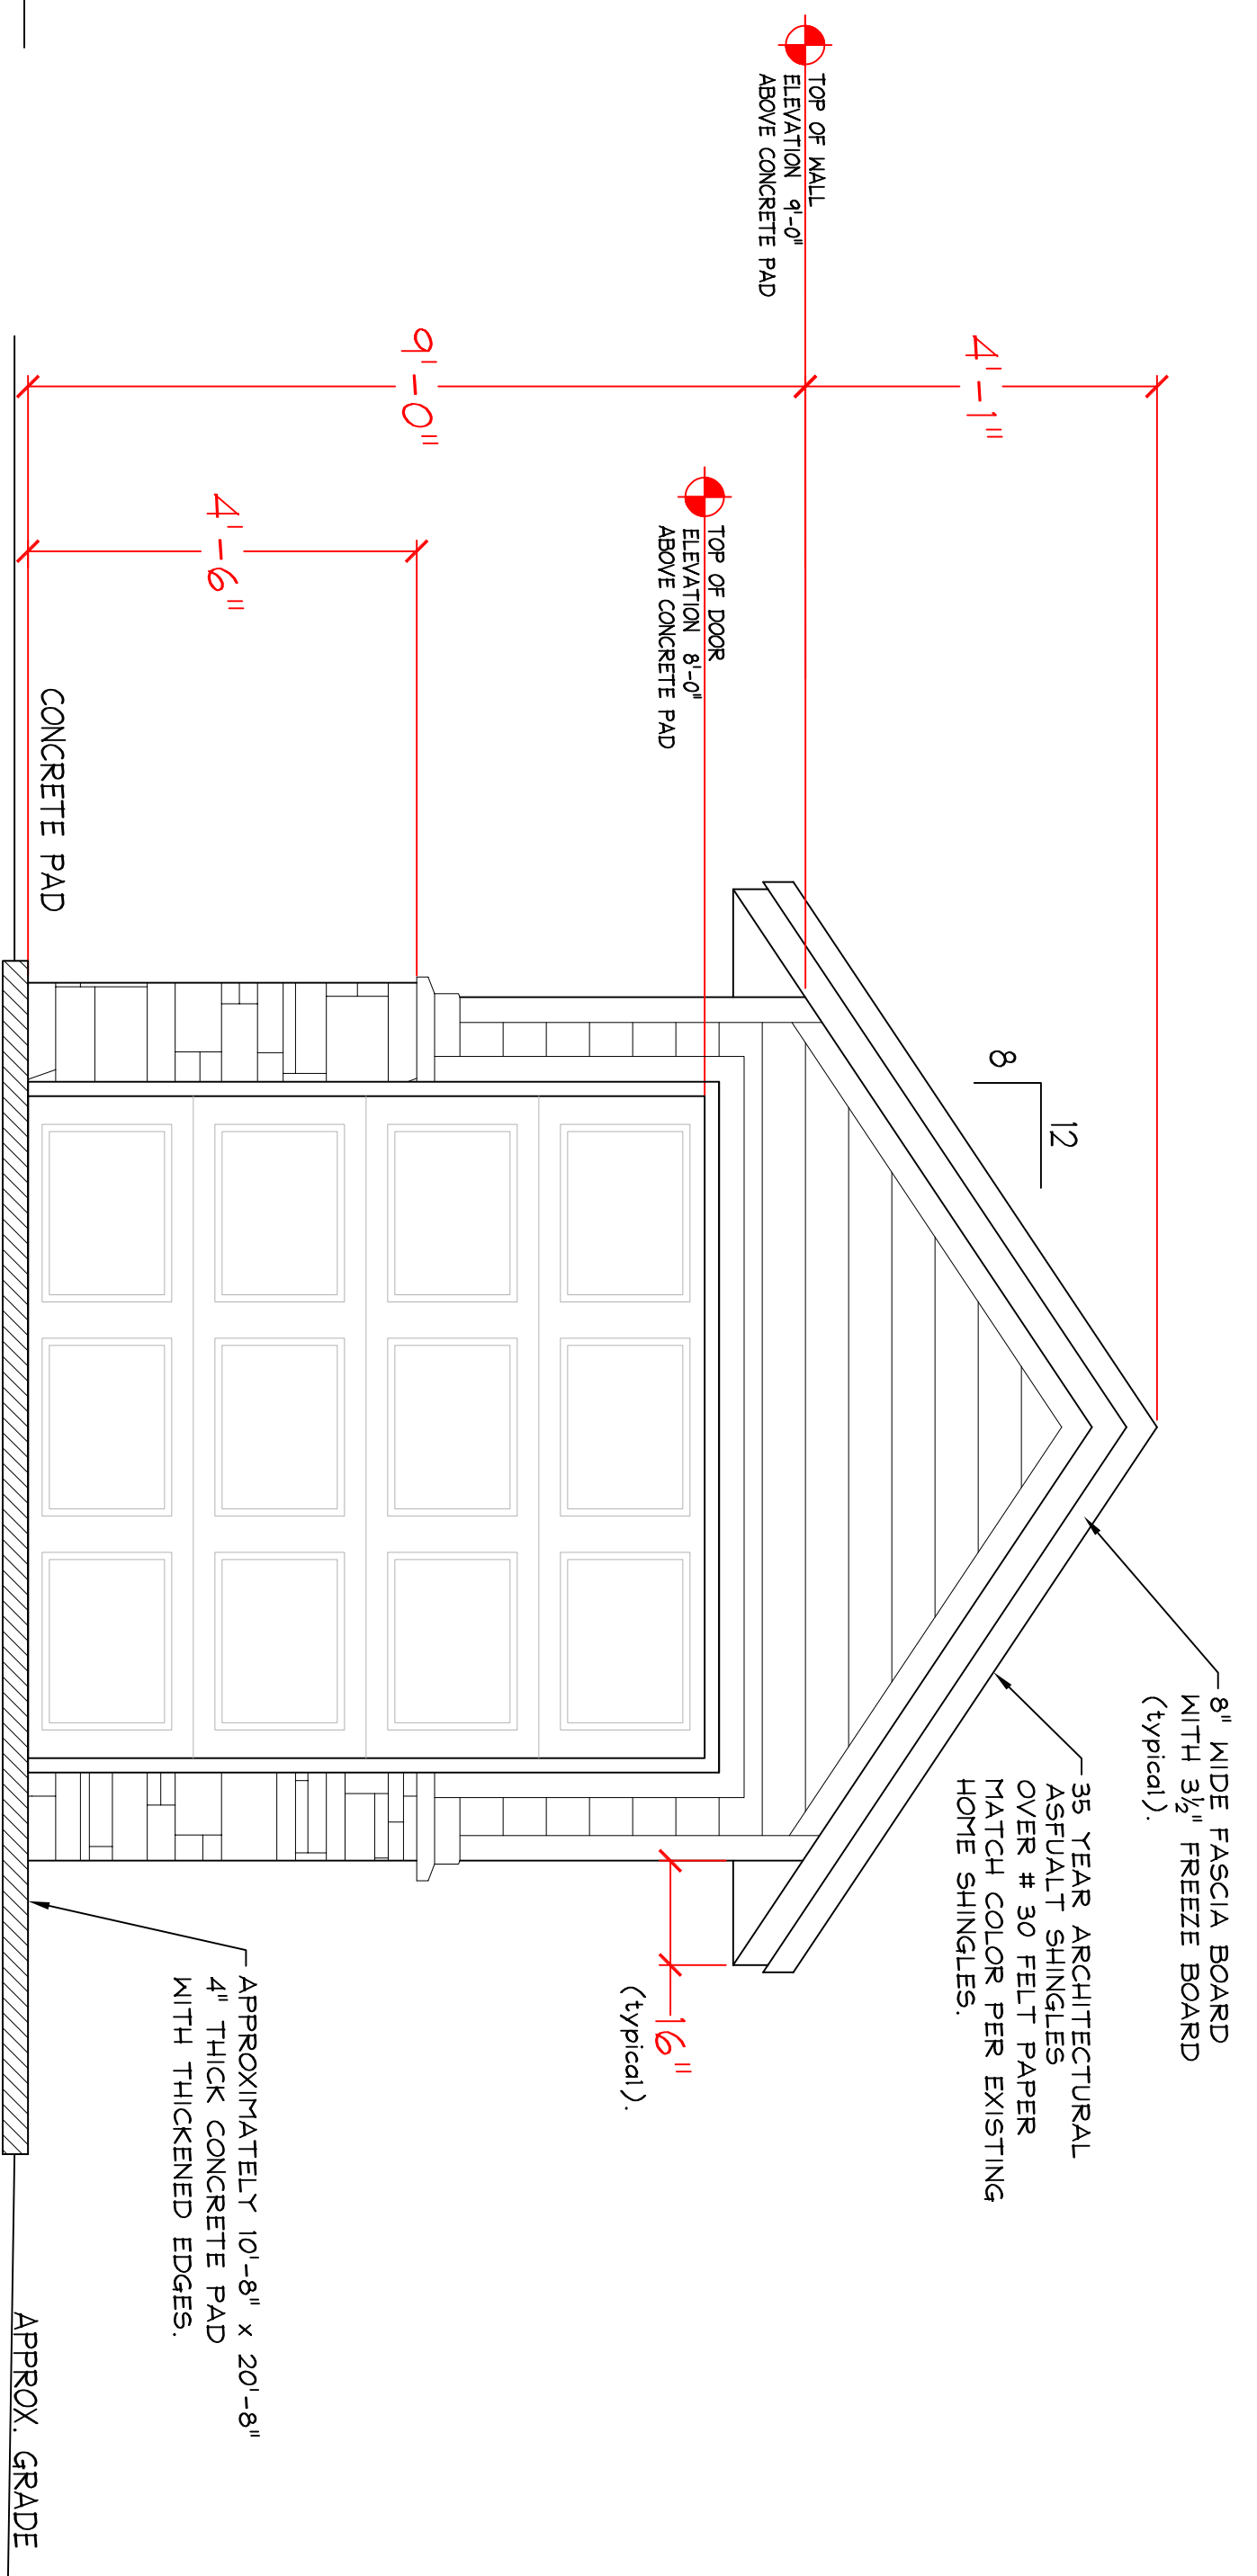 8" WIDE FASCIA BOARD
WITH 3½" FREEZE BOARD
(typical).
35 YEAR ARCHITECTURAL
ASFUALT SHINGLES
OVER # 30 FELT PAPER
MATCH COLOR PER EXISTING
HOME SHINGLES.
12
8
4'-1"
TOP OF WALL
ELEVATION 9'-0"
ABOVE CONCRETE PAD
TOP OF DOOR
ELEVATION 8'-0"
ABOVE CONCRETE PAD
16"
(typical).
9'-0"
4'-6"
APPROXIMATELY 10'-8" x 20'-8"
4" THICK CONCRETE PAD
WITH THICKENED EDGES.
CONCRETE PAD
APPROX. GRADE